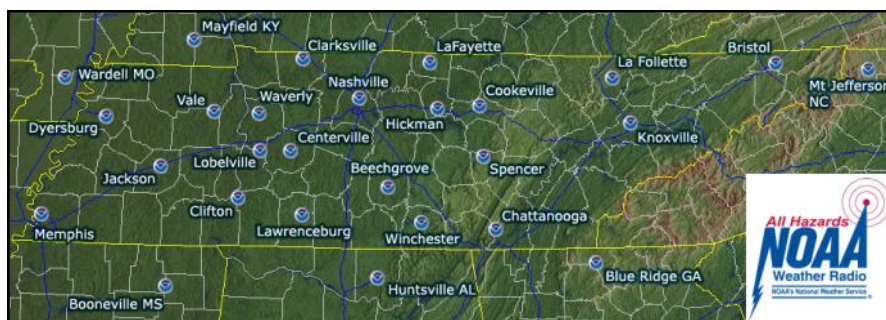 Mayfield KY
Clarksville
LaFayette
Bristol
La Follette
Wardell MO
Nashville
Mt Jefferson
NC
Cookeville
Vale
Waverly
Dyersburg
Hickman
Knoxville
Lobelville
Centerville
Jackson
Beechgrove
Spencer
Clifton
Memphis
Lawrenceburg
Winchester
Chattanooga
Booneville MS
Huntsville AL
Blue Ridge GA
All Hazards
NOAA
Weather Radio
NOAA's National Weather Service